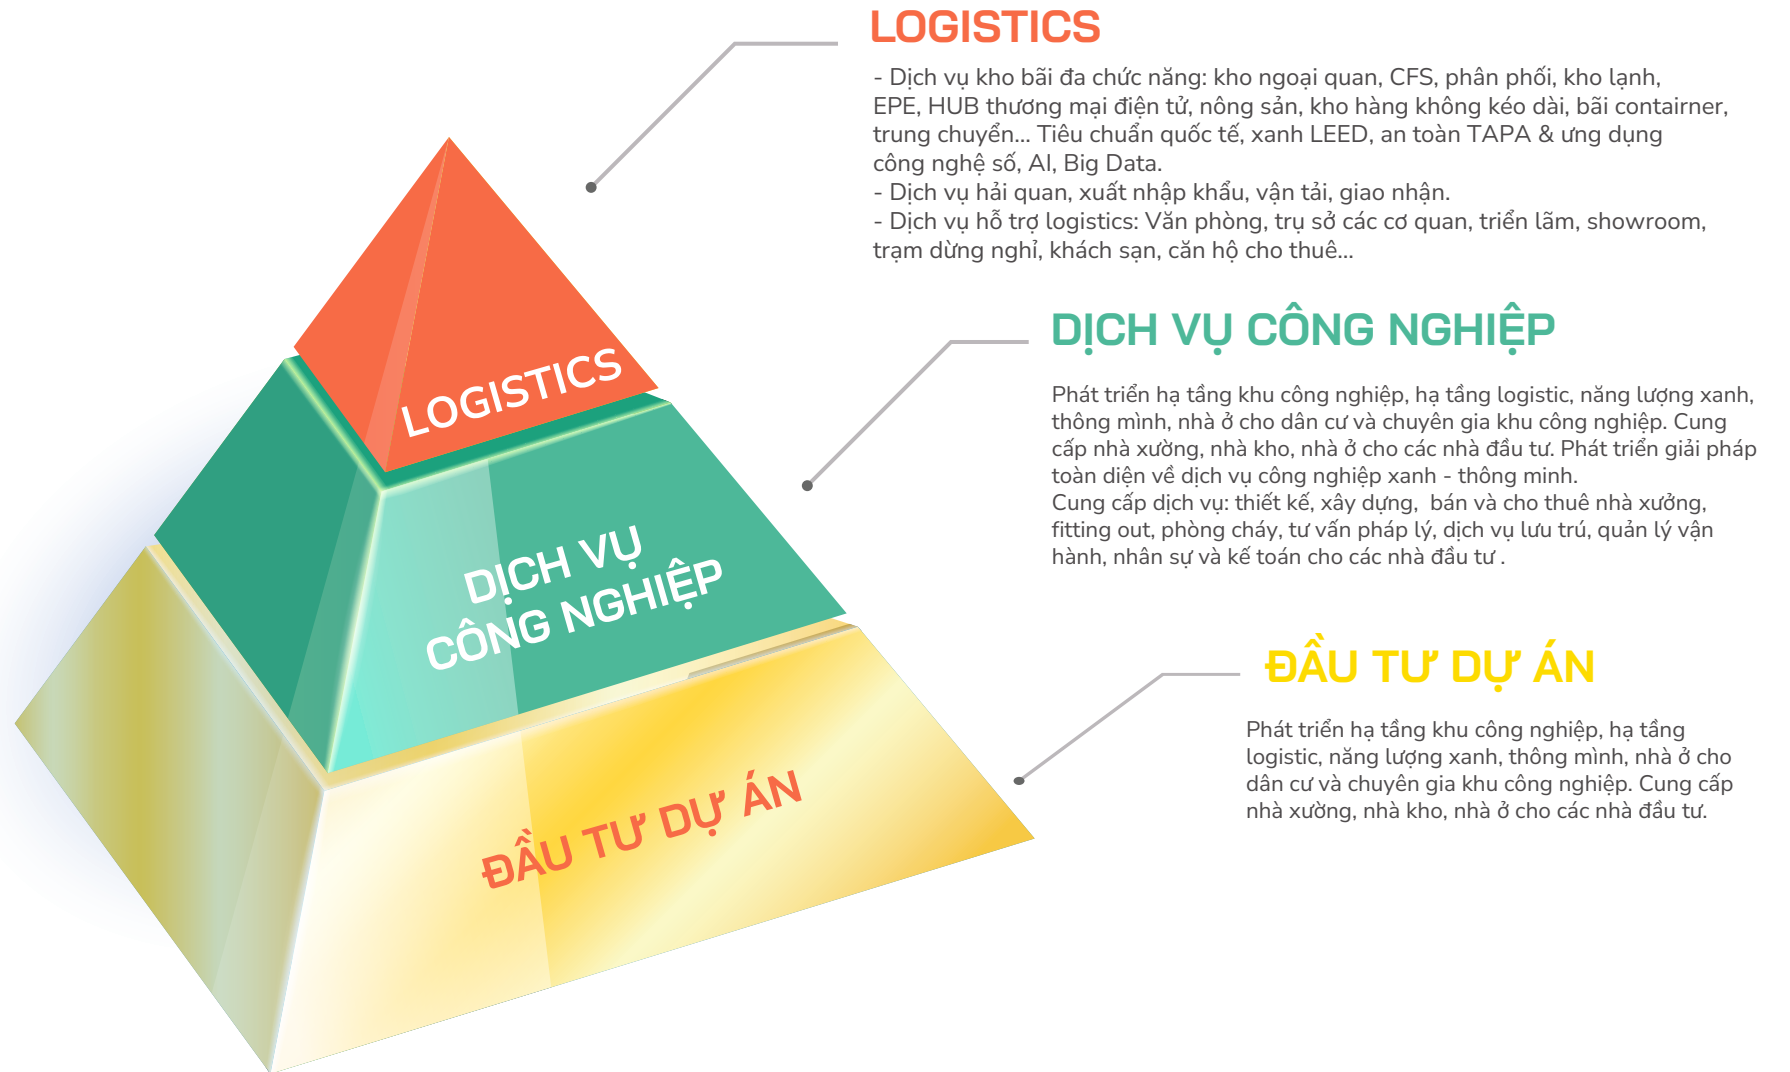 LOGISTICS
- Dịch vụ kho bãi đa chức năng: kho ngoại quan, CFS, phân phối, kho lạnh,
EPE, HUB thương mại điện tử, nông sản, kho hàng không kéo dài, bãi contairner,
trung chuyển... Tiêu chuẩn quốc tế, xanh LEED, an toàn TAPA & ưng dụng
công nghệ số, AI, Big Data.
- Dịch vụ hải quan, xuất nhập khẩu, vận tải, giao nhận.
- Dịch vụ hỗ trợ logistics: Văn phòng, trụ sở các cơ quan, triển lãm, showroom,
trạm dừng nghỉ, khách sạn, căn hộ cho thuê...
DỊCH VỤ CÔNG NGHIỆP
Phát triển hạ tầng khu công nghiệp, hạ tầng logistic, năng lượng xanh,
thông mình, nhà ở cho dân cư và chuyên gia khu công nghiệp. Cung
cấp nhà xường, nhà kho, nhà ở cho các nhà đầu tư. Phát triển giải pháp
toàn diện về dịch vụ công nghiệp xanh - thông minh.
Cung cấp dịch vụ: thiết kế, xây dựng, bán và cho thuê nhà xưởng,
fitting out, phòng cháy, tư vấn pháp lý, dịch vụ lưu trú, quản lý vận
hành, nhân sự và kế toán cho các nhà đầu tư .
ĐẦU TƯ DỰ ÁN
Phát triển hạ tầng khu công nghiệp, hạ tầng
logistic, năng lượng xanh, thông mình, nhà ở cho
dân cư và chuyên gia khu công nghiệp. Cung cấp
nhà xường, nhà kho, nhà ở cho các nhà đầu tư.
LOGISTICS
DỊCH VỤ
CÔNG NGHIỆP
ĐẦU TƯ DỰ ÁN